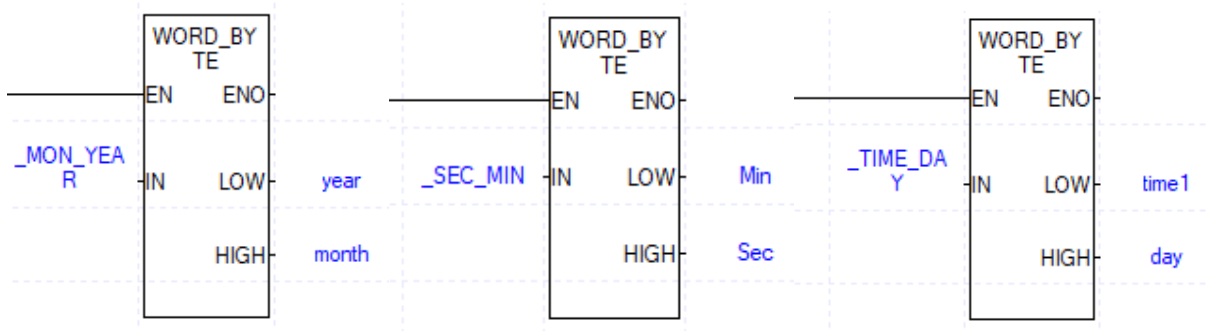 WORD_BY
TE
EN ENO
_MON_YEA
R
IN LOW year
HIGH month
WORD_BY
TE
EN ENO
_SEC_MIN IN LOW Min
HIGH Sec
WORD_BY
TE
EN ENO
_TIME_DA
Y
IN LOW time1
HIGH day